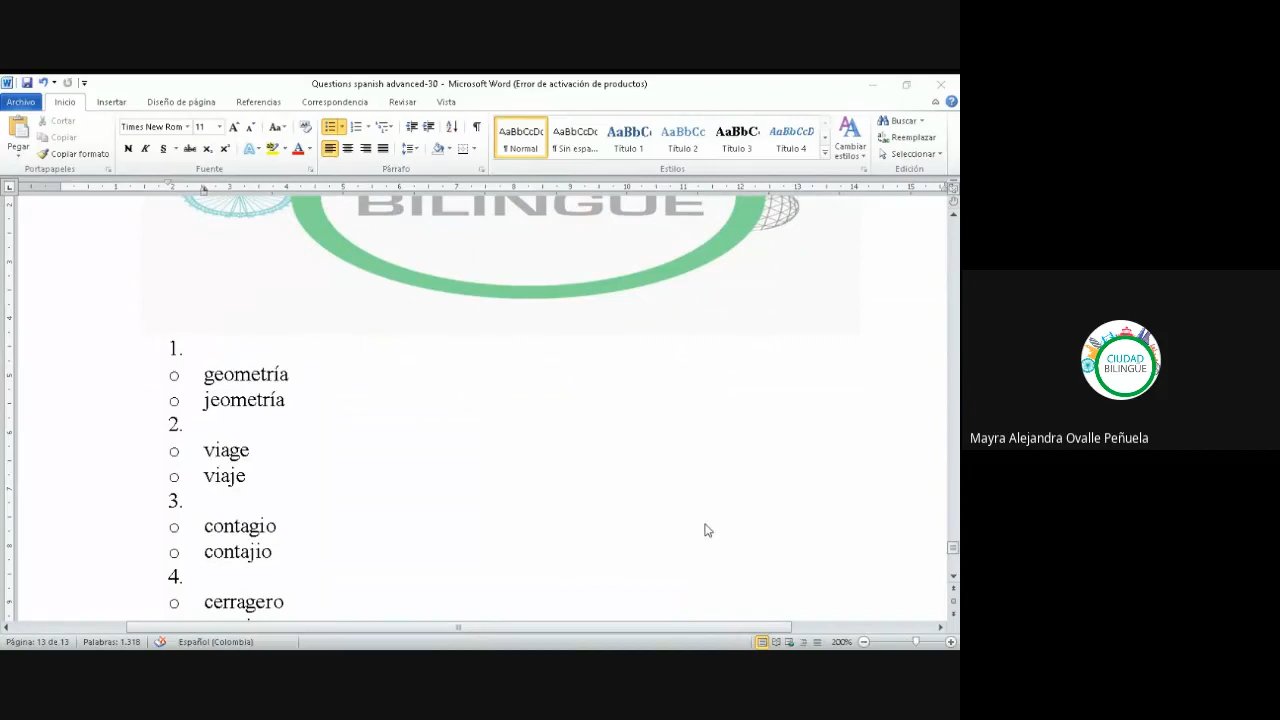 Questions spanish advanced-30 - Microsoft Word (Error de activación de productos)
Archivo Inicio Insertar Diseño de página Referencias Correspondencia Revisar Vista
Pegar
Cortar
Copiar
Copiar formato
Portapapeles
Times New Rom 11
Fuente
Párrafo
AaBbCcDc AaBbCcDc AaBbC AaBbCc AaBbC AaBbCcD
¶ Normal ¶ Sin espa... Título 1 Título 2 Título 3 Título 4
Cambiar
estilos
Estilos
Buscar
Reemplazar
Seleccionar
Edición
BILINGÜE
1.
geometría
jeometría
2.
viage
viaje
3.
contagio
contajio
4.
cerragero
Página: 13 de 13 Palabras: 1.318 Español (Colombia) 200%
CIUDAD
BILINGÜE
Mayra Alejandra Ovalle Peñuela